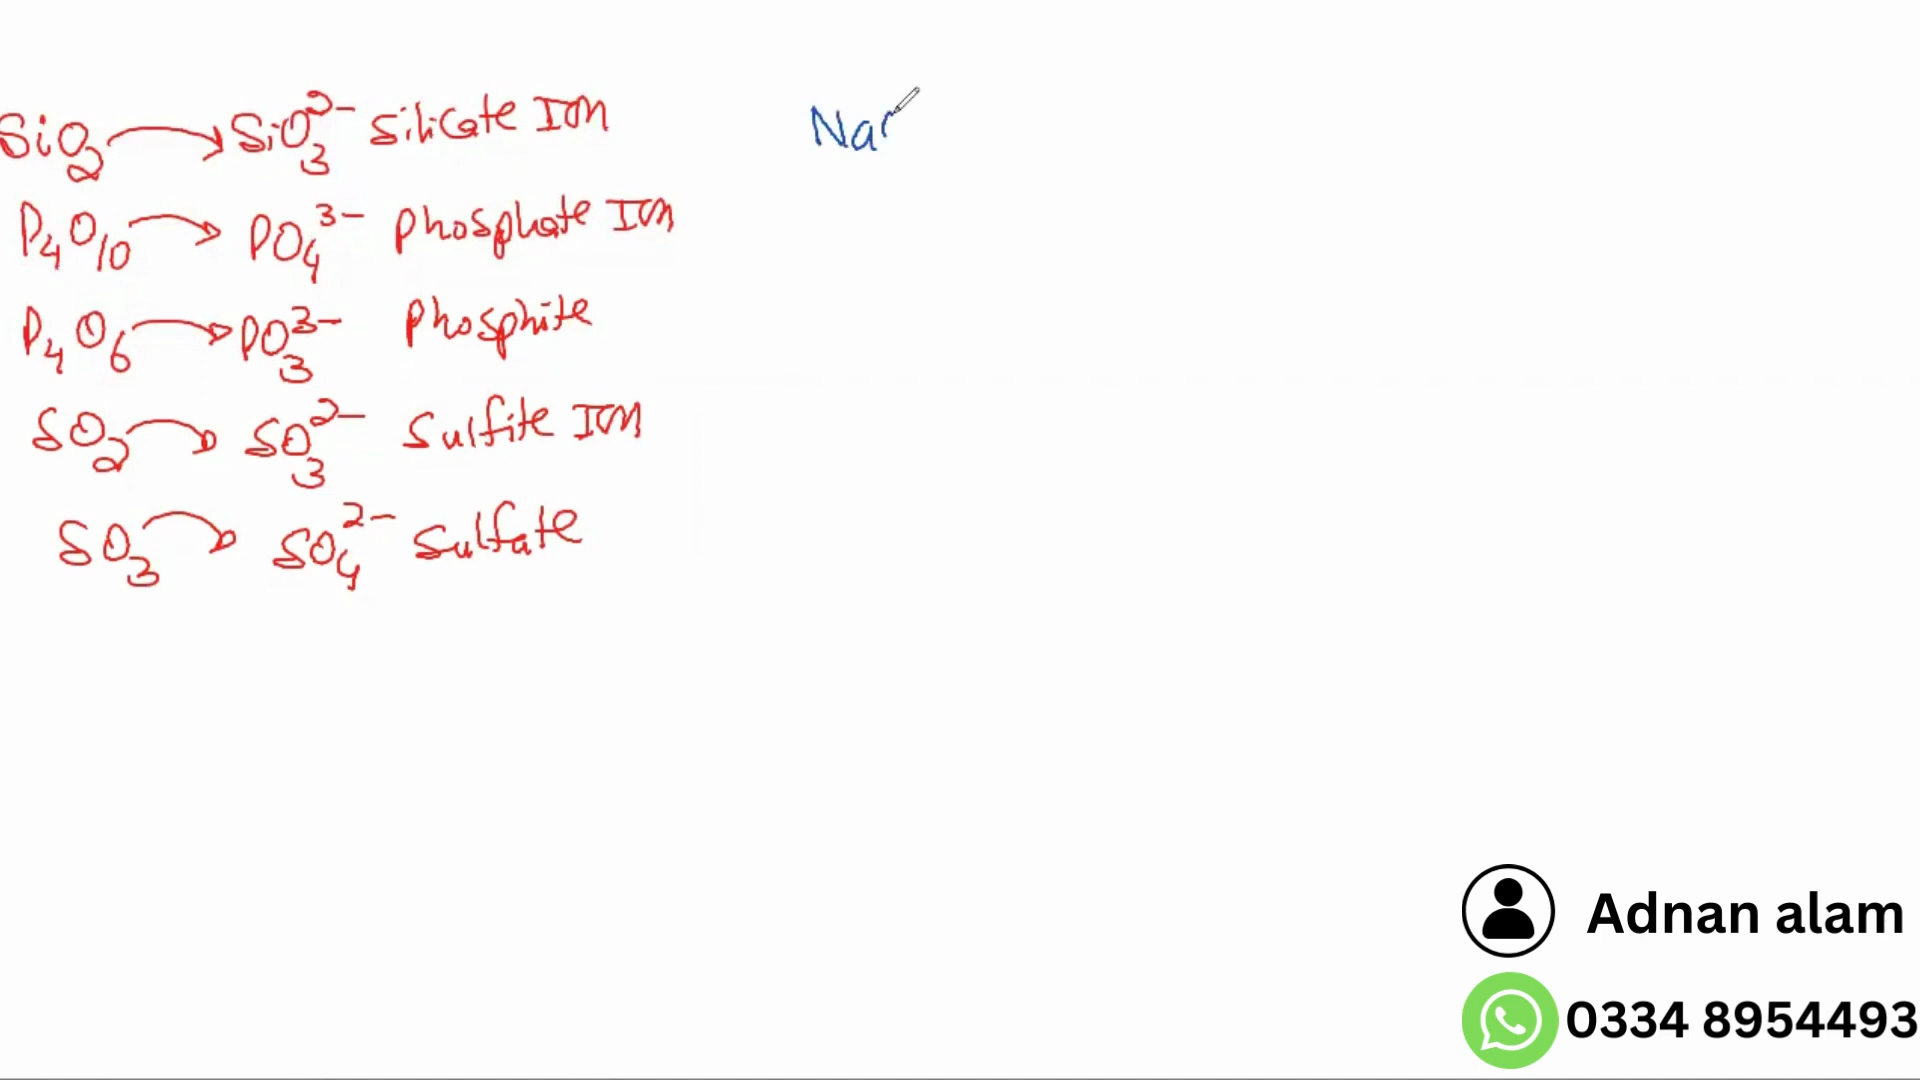 SiO2 → SiO3 2- silicate Ion
P4O10 → PO4 3- phosphate Ion
P4O6 → PO3 3- phosphite
SO2 → SO3 2- sulfite Ion
SO3 → SO4 2- sulfate
Na
Adnan alam
0334 8954493